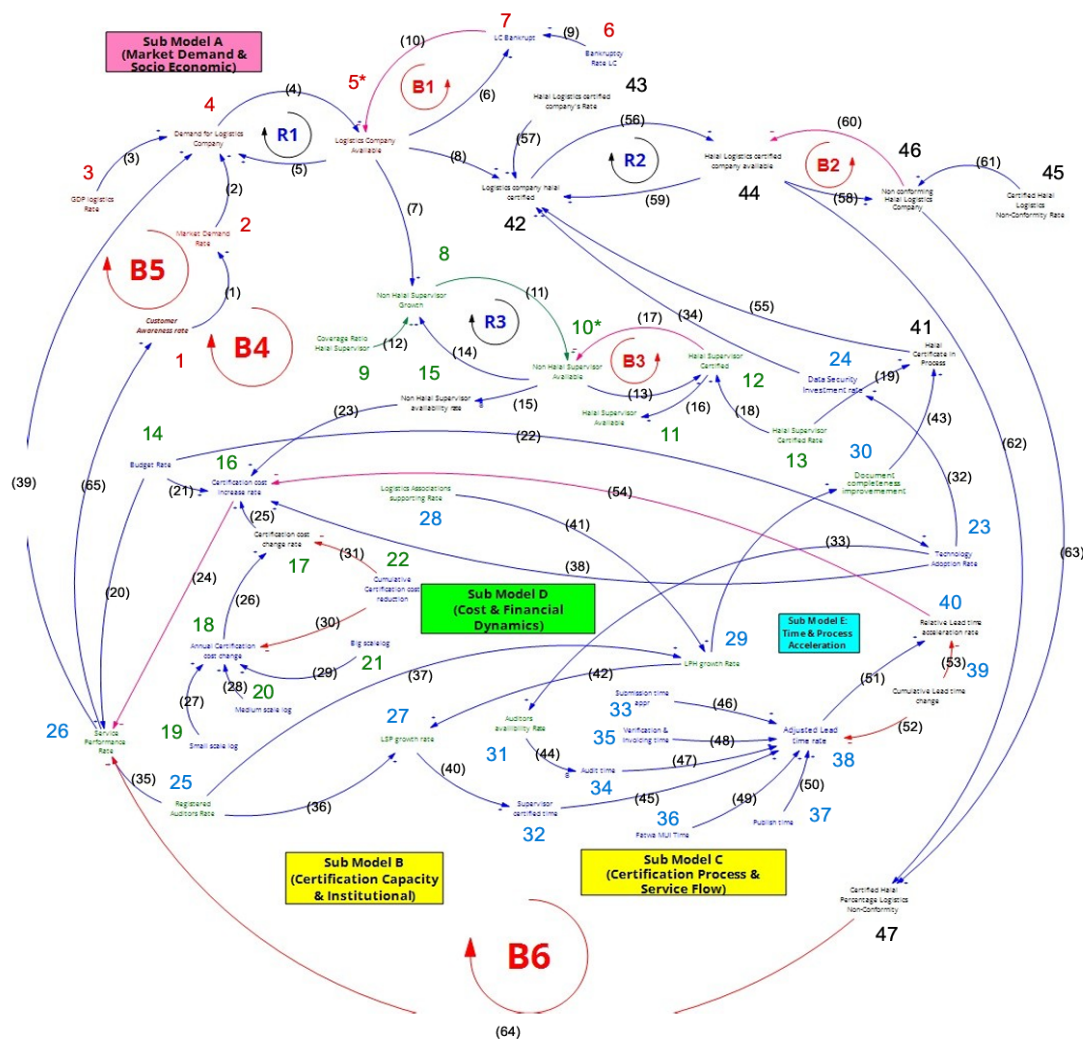 Sub Model A
(Market Demand &
Socio Economic)
7
6
(10)
LC Bankrupt
(9)
Bankruptcy
Rate LC
5*
B1
(4)
4
(6)
43
Halal Logistics certified
company's Rate
(3)
Demand for Logistics
Company
R1
Logistics Company
Available
(57)
(56)
(60)
(5)
(8)
R2
Halal Logistics certified
company available
B2
46
(61)
45
3
(2)
Logistics company halal
certified
(59)
(58)
Non conforming
Halal Logistics
Company
Certified Halal
Logistics
Non-Conformity Rate
GDP logistics
Rate
44
42
(7)
Market Demand
Rate
2
8
B5
(1)
Non Halal Supervisor
Growth
(11)
(55)
Customer
Awareness rate
B4
R3
10*
(17)
(34)
41
Coverage Ratio
Halal Supervisor
(12)
(14)
Halal
Certificate in
Process
1
9
15
Non Halal Supervisor
Available
B3
Halal Supervisor
Certified
24
12
Data Security
Investment rate
(19)
(13)
Non Halal Supervisor
availability rate
(15)
(16)
(18)
(43)
(23)
Halal Supervisor
Available
11
Halal Supervisor
Certified Rate
13
30
14
(22)
(62)
16
Budget Rate
(21)
Certification cost
increase rate
Logistics Associations
supporting Rate
28
Document
completeness
improvement
(32)
(39)
(65)
(54)
(63)
(25)
(41)
23
Certification cost
change rate
(31)
(33)
Technology
Adoption Rate
17
22
(38)
(24)
Cumulative
Certification cost
reduction
Sub Model D
(Cost & Financial
Dynamics)
(20)
(26)
40
18
(30)
Sub Model E:
Time & Process
Acceleration
Relative Lead time
acceleration rate
29
Annual Certification
cost change
Big scalelog
21
(29)
LPH growth Rate
(53)
39
(28)
20
(37)
(42)
(51)
Cumulative Lead time
change
(27)
Medium scale log
27
Submission time
appr
33
(46)
(52)
26
Service
Performance
Rate
19
Small scale log
LSP growth rate
Auditors
availability Rate
31
35
Verification &
Invoicing time
(48)
Adjusted Lead
time rate
38
(44)
Audit time
34
(47)
(35)
25
(40)
(50)
Registered
Auditors Rate
(36)
Supervisor
certified time
32
(45)
36
(49)
Fatwa MUI Time
Publish time
37
Sub Model B
(Certification Capacity
& Institutional)
Sub Model C
(Certification Process &
Service Flow)
Certified Halal
Percentage Logistics
Non-Conformity
47
B6
(64)